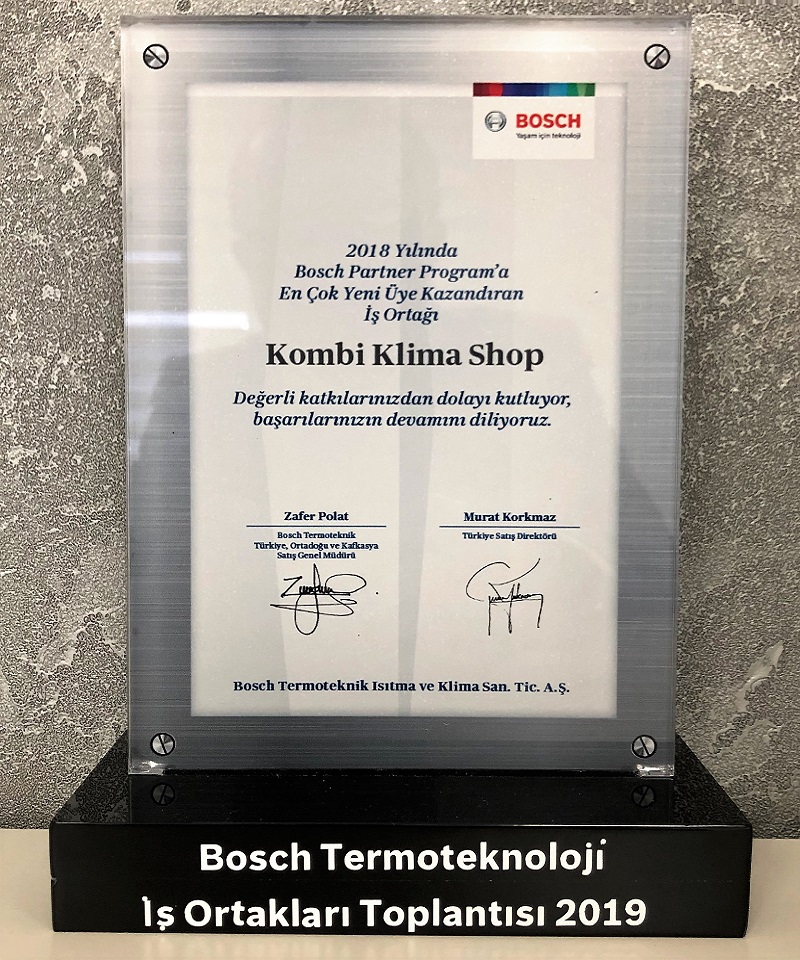 BOSCH
Yaşam için teknoloji
2018 Yılında
Bosch Partner Program'a
En Çok Yeni Üye Kazandıran
İş Ortağı
Kombi Klima Shop
Değerli katkılarınızdan dolayı kutluyor,
başarılarınızın devamını diliyoruz.
Zafer Polat
Bosch Termoteknik
Türkiye, Ortadoğu ve Kafkasya
Satış Genel Müdürü
Murat Korkmaz
Türkiye Satış Direktörü
Bosch Termoteknik Isıtma ve Klima San. Tic. A.Ş.
Bosch Termoteknoloji
İş Ortakları Toplantısı 2019